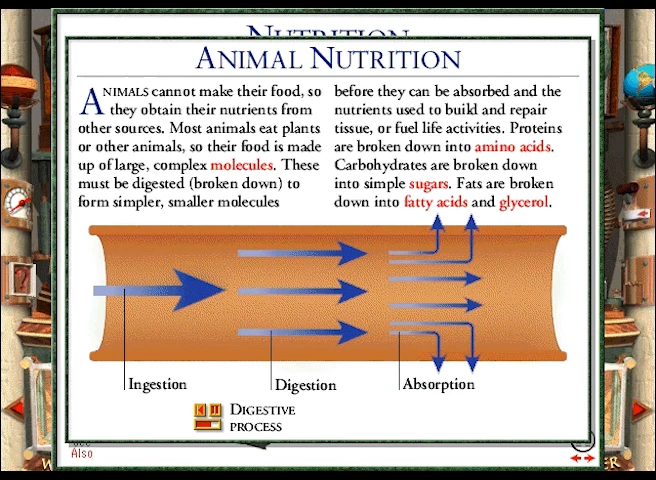 NUTRITION
ANIMAL NUTRITION
ANIMALS cannot make their food, so
they obtain their nutrients from
other sources. Most animals eat plants
or other animals, so their food is made
up of large, complex molecules. These
must be digested (broken down) to
form simpler, smaller molecules
before they can be absorbed and the
nutrients used to build and repair
tissue, or fuel life activities. Proteins
are broken down into amino acids.
Carbohydrates are broken down
into simple sugars. Fats are broken
down into fatty acids and glycerol.
Ingestion
Digestion
Absorption
DIGESTIVE
PROCESS
Also